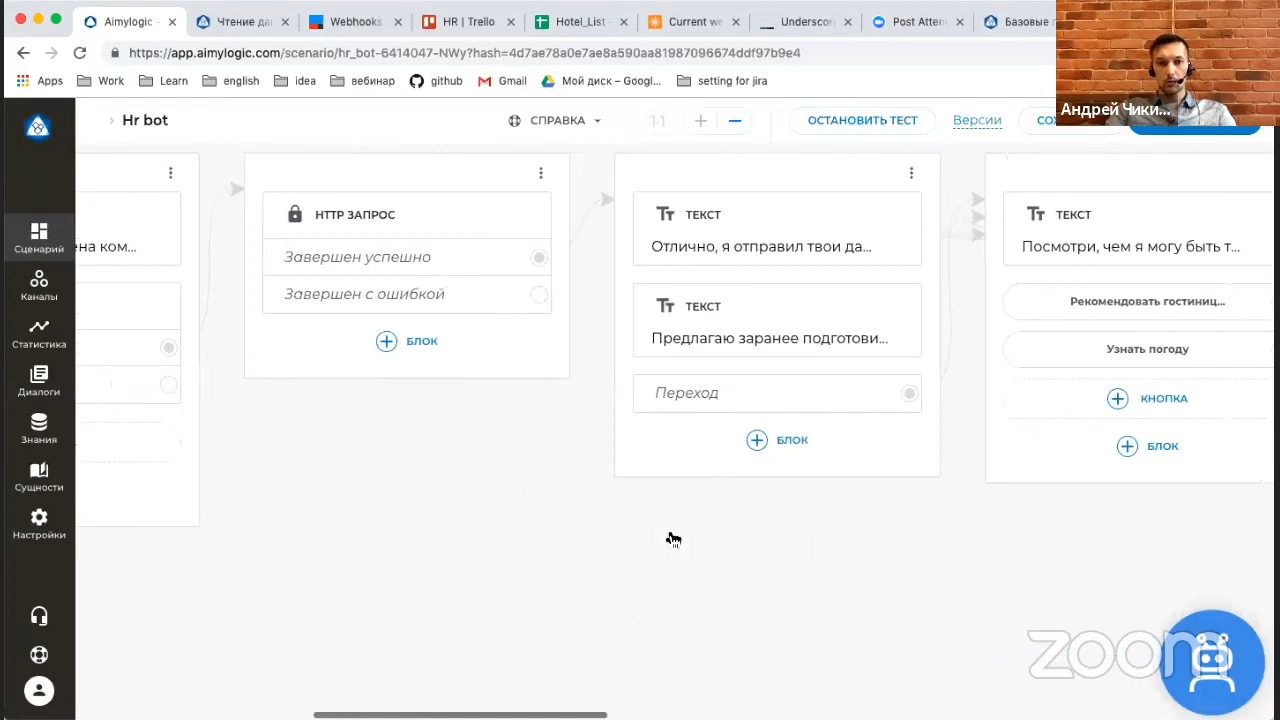 Aimylogic -
Чтение да
Webhooks
HR | Trello
Hotel_List -
Current we
Underscor
Post Atten
Базовые
https://app.aimylogic.com/scenario/hr_bot-6414047-NWy?hash=4d7ae78a0e7ae8a590aa81987096674ddf97b9e4
Apps
Work
Learn
english
idea
вебинар
github
Gmail
Мой диск – Googl...
setting for jira
Андрей Чики...
Hr bot
СПРАВКА
1:1
ОСТАНОВИТЬ ТЕСТ
Версии
СОХ
Сценарий
Каналы
Статистика
Диалоги
Знания
Сущности
Настройки
на ком...
HTTP ЗАПРОС
Завершен успешно
Завершен с ошибкой
БЛОК
ТЕКСТ
Отлично, я отправил твои да...
ТЕКСТ
Предлагаю заранее подготови...
Переход
БЛОК
ТЕКСТ
Посмотри, чем я могу быть т...
Рекомендовать гостиниц...
Узнать погоду
КНОПКА
БЛОК
zoom